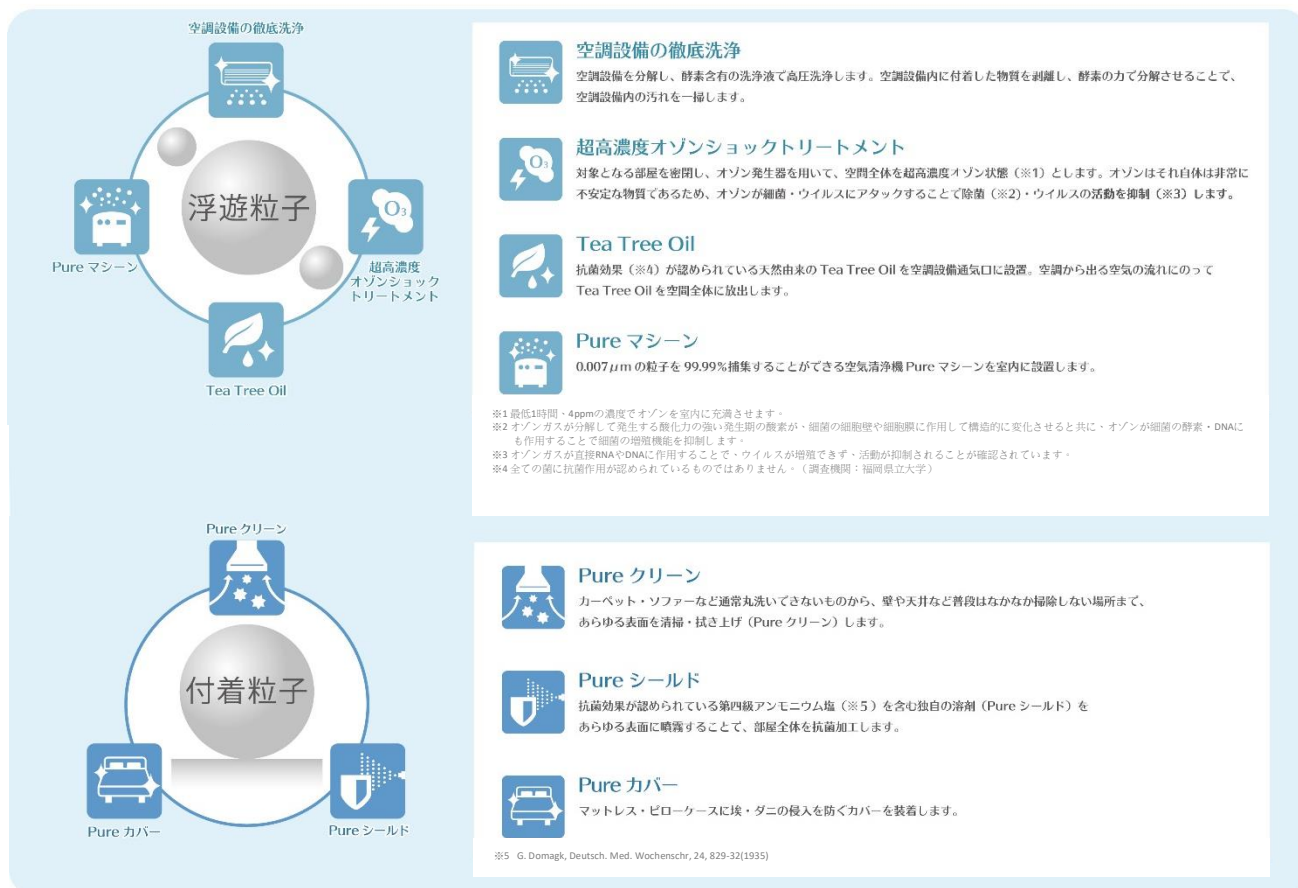 空調設備の徹底洗浄
浮遊粒子
Pure マシーン
超高濃度
オゾンショック
トリートメント
Tea Tree Oil
O₃
空調設備の徹底洗浄
空調設備を分解し、酵素含有の洗浄液で高圧洗浄します。空調設備内に付着した物質を剥離し、酵素の力で分解させることで、
空調設備内の汚れを一掃します。
O₃
超高濃度オゾンショックトリートメント
対象となる部屋を密閉し、オゾン発生器を用いて、空間全体を超高濃度オゾン状態（※1）とします。オゾンはそれ自体は非常に
不安定な物質であるため、オゾンが細菌・ウイルスにアタックすることで除菌（※2）・ウイルスの活動を抑制（※3）します。
Tea Tree Oil
抗菌効果（※4）が認められている天然由来の Tea Tree Oil を空調設備通気口に設置。空調から出る空気の流れにのって
Tea Tree Oil を空間全体に放出します。
Pure マシーン
0.007μm の粒子を 99.99%捕集することができる空気清浄機 Pure マシーンを室内に設置します。
※1 最低1時間、4ppmの濃度でオゾンを室内に充満させます。
※2 オゾンガスが分解して発生する酸化力の強い発生期の酸素が、細菌の細胞壁や細胞膜に作用して構造的に変化させると共に、オゾンが細菌の酵素・DNAに
も作用することで細菌の増殖機能を抑制します。
※3 オゾンガスが直接RNAやDNAに作用することで、ウイルスが増殖できず、活動が抑制されることが確認されています。
※4 全ての菌に抗菌作用が認められているものではありません。（調査機関：福岡県立大学）
Pure クリーン
付着粒子
Pure カバー
Pure シールド
Pure クリーン
カーペット・ソファーなど通常丸洗いできないものから、壁や天井など普段はなかなか掃除しない場所まで、
あらゆる表面を清掃・拭き上げ（Pure クリーン）します。
Pure シールド
抗菌効果が認められている第四級アンモニウム塩（※５）を含む独自の溶剤（Pure シールド）を
あらゆる表面に噴霧することで、部屋全体を抗菌加工します。
Pure カバー
マットレス・ピローケースに埃・ダニの侵入を防ぐカバーを装着します。
※5 G. Domagk, Deutsch. Med. Wochenschr, 24, 829-32(1935)